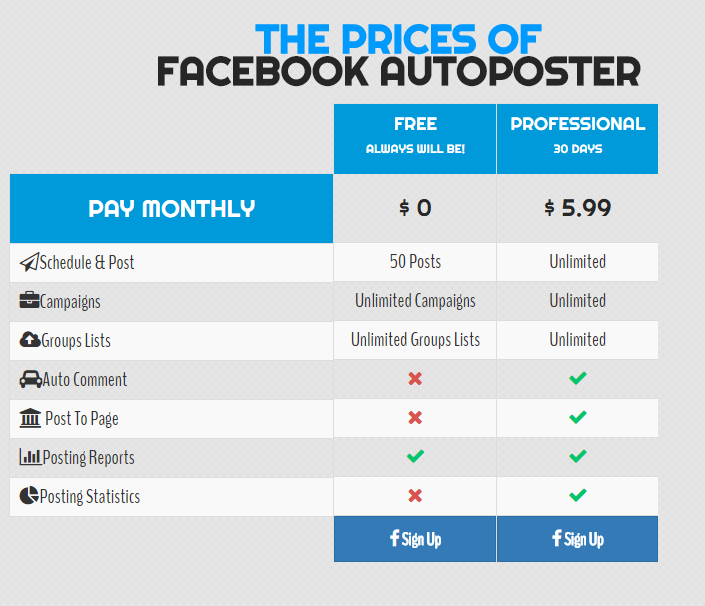 THE PRICES OF
FACEBOOK AUTOPOSTER
FREE PROFESSIONAL
ALWAYS WILL BE! 30 DAYS
PAY MONTHLY $ 0 $ 5.99
Schedule & Post 50 Posts Unlimited
Campaigns Unlimited Campaigns Unlimited
Groups Lists Unlimited Groups Lists Unlimited
Auto Comment
Post To Page
Posting Reports
Posting Statistics
Sign Up Sign Up